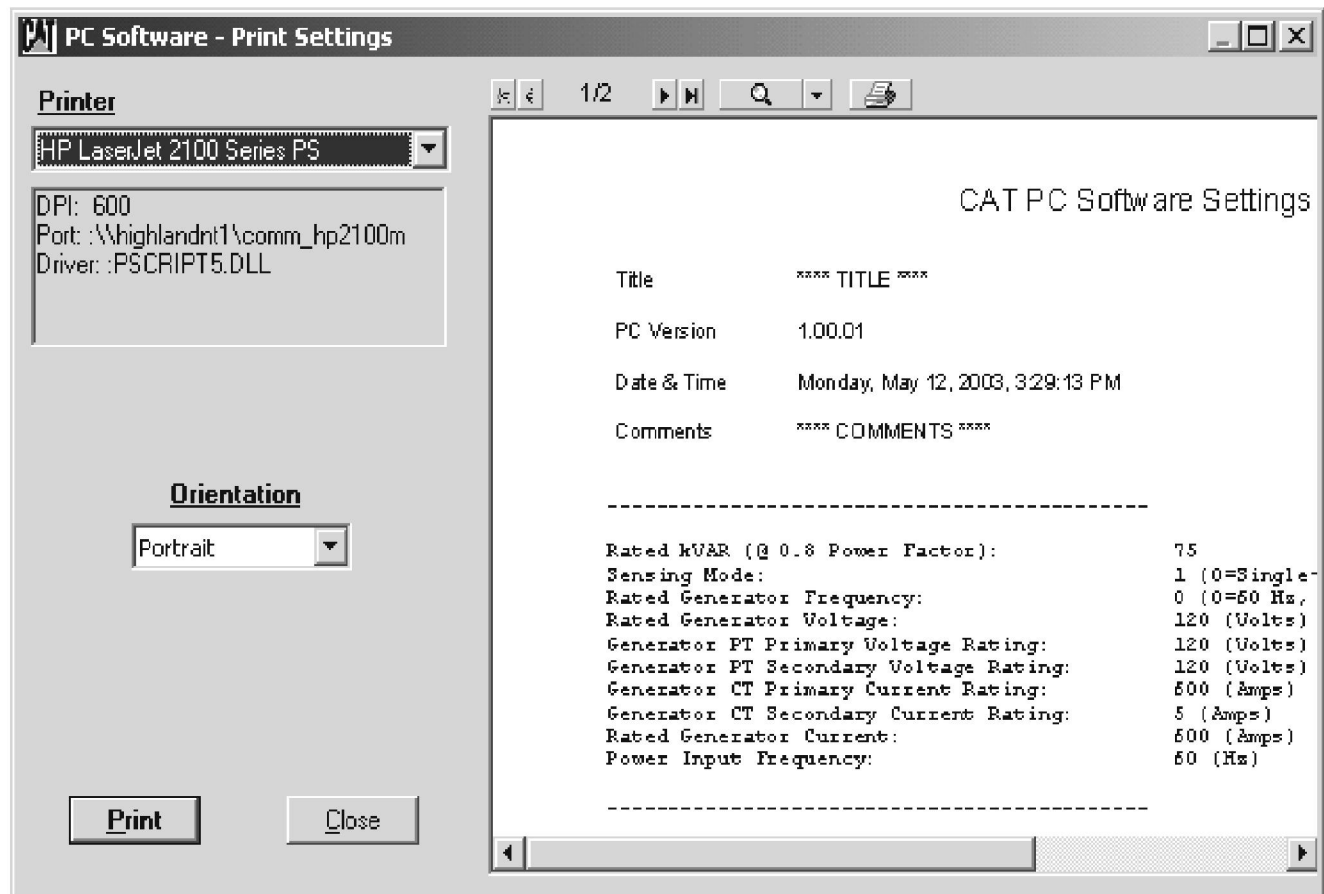 CAT PC Software - Print Settings
Printer
HP LaserJet 2100 Series PS
DPI: 600
Port: :\\highlandnt1\comm_hp2100m
Driver: :PSCRIPT5.DLL
Orientation
Portrait
Print
Close
1/2
CAT PC Software Settings
Title **** TITLE ****
PC Version 1.00.01
Date & Time Monday, May 12, 2003, 3:29:13 PM
Comments **** COMMENTS ****
-------------------------------------------
Rated kVAR (@ 0.8 Power Factor): 75
Sensing Mode: 1 (0=Single-
Rated Generator Frequency: 0 (0=60 Hz,
Rated Generator Voltage: 120 (Volts)
Generator PT Primary Voltage Rating: 120 (Volts)
Generator PT Secondary Voltage Rating: 120 (Volts)
Generator CT Primary Current Rating: 600 (Amps)
Generator CT Secondary Current Rating: 5 (Amps)
Rated Generator Current: 600 (Amps)
Power Input Frequency: 60 (Hz)
-------------------------------------------